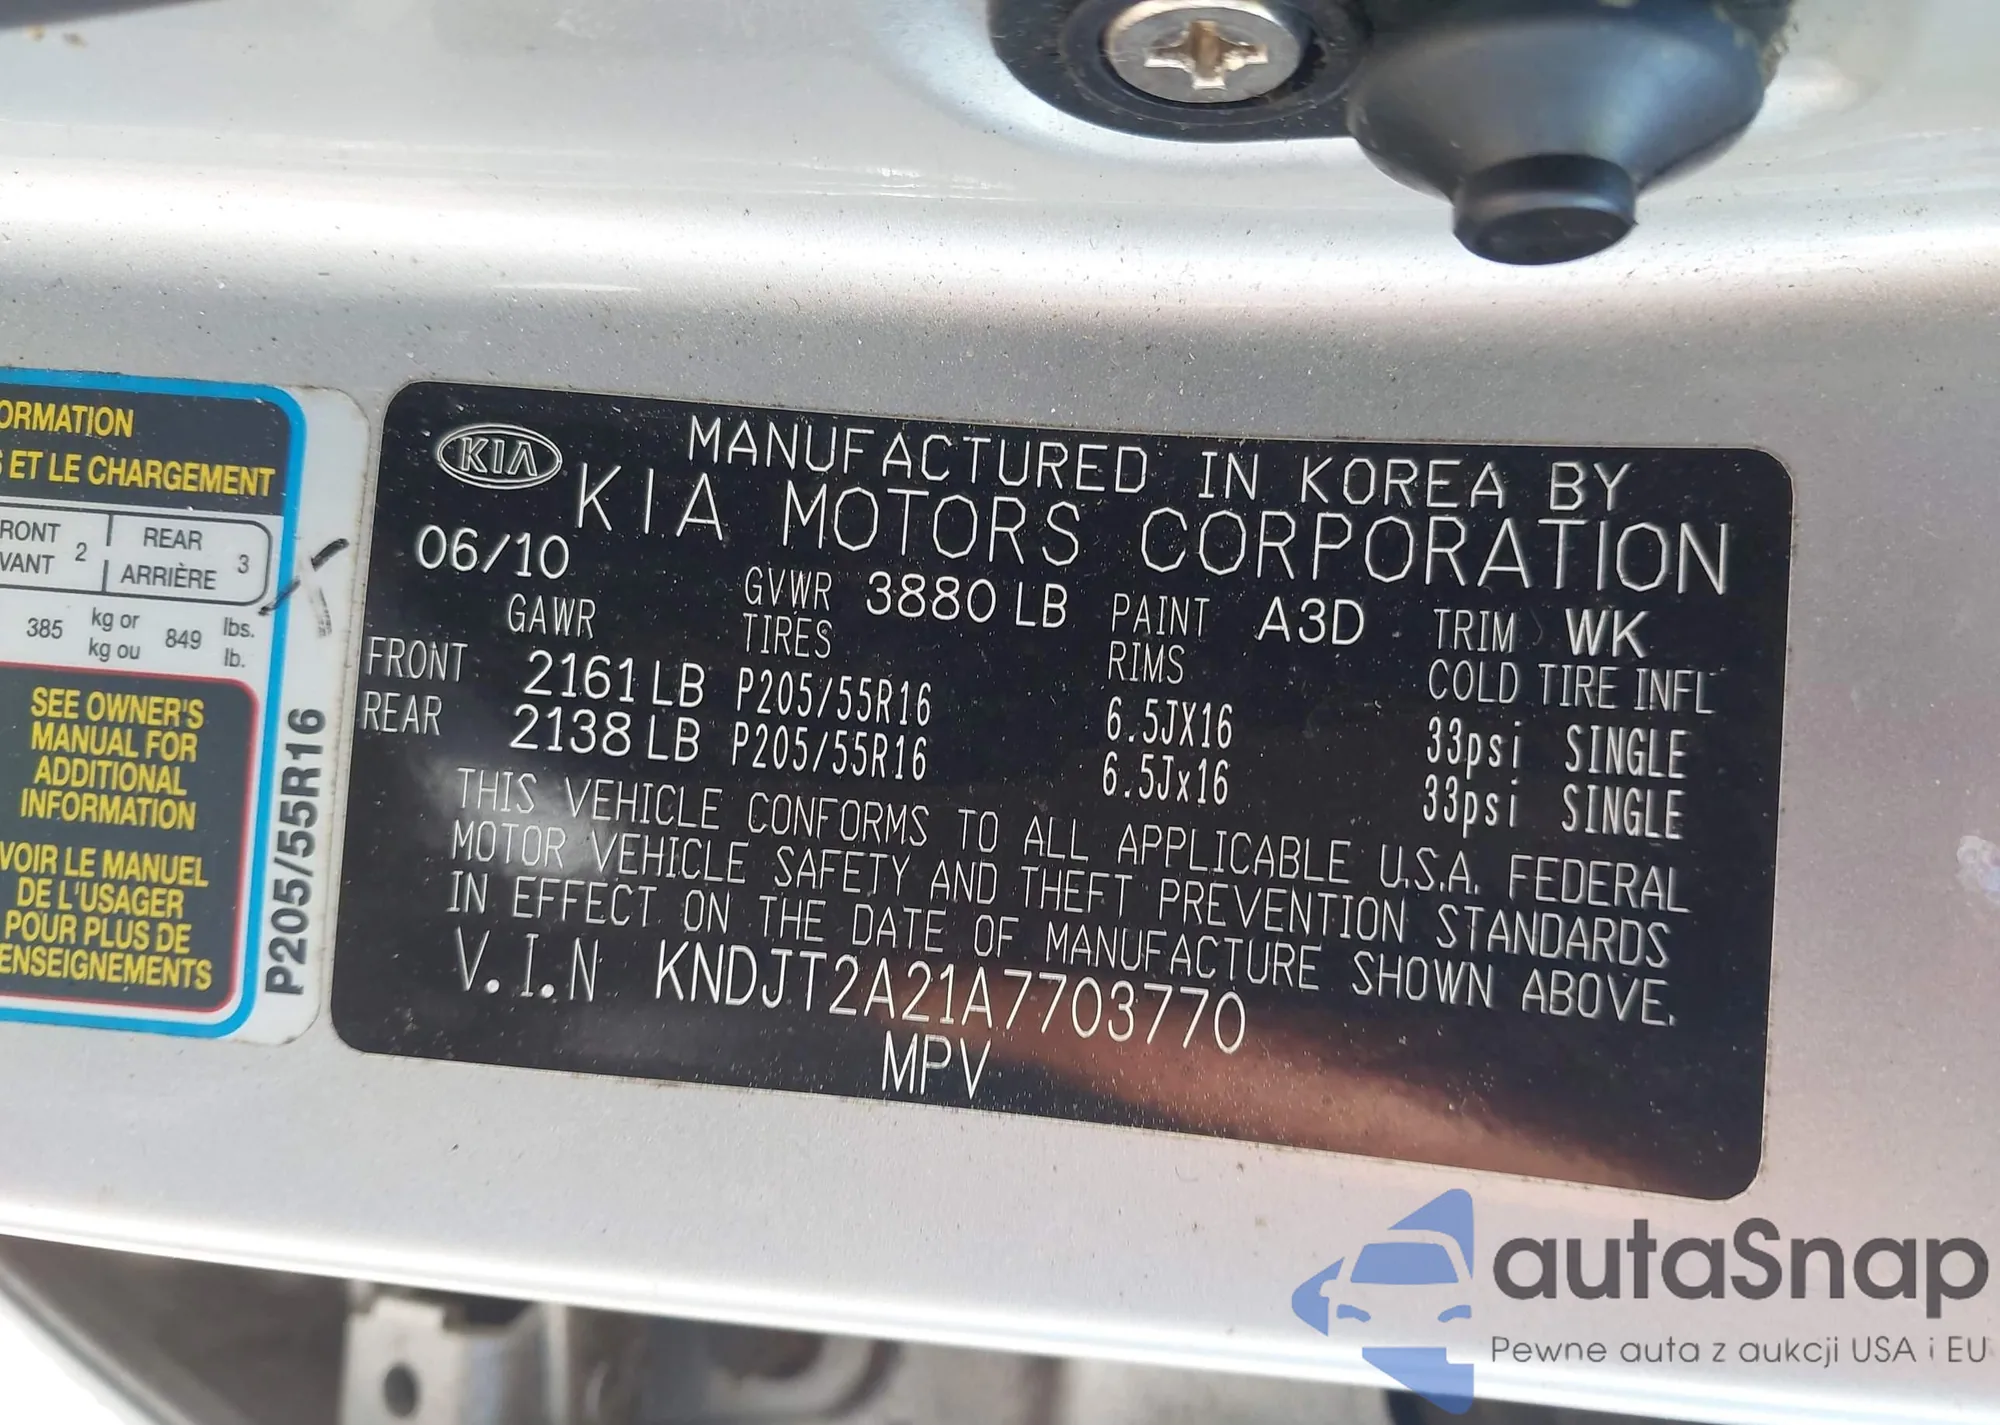 ORMATION
S ET LE CHARGEMENT
RONT 2 REAR 3
VANT ARRIÈRE
385 kg or 849 lbs.
kg ou lb.
SEE OWNER'S
MANUAL FOR
ADDITIONAL
INFORMATION
VOIR LE MANUEL
DE L'USAGER
POUR PLUS DE
ENSEIGNEMENTS
P205/55R16
KIA
MANUFACTURED IN KOREA BY
KIA MOTORS CORPORATION
06/10
GVWR 3880 LB PAINT A3D TRIM WK
GAWR TIRES RIMS COLD TIRE INFL
FRONT 2161 LB P205/55R16 6.5JX16 33psi SINGLE
REAR 2138 LB P205/55R16 6.5Jx16 33psi SINGLE
THIS VEHICLE CONFORMS TO ALL APPLICABLE U.S.A. FEDERAL
MOTOR VEHICLE SAFETY AND THEFT PREVENTION STANDARDS
IN EFFECT ON THE DATE OF MANUFACTURE SHOWN ABOVE.
V.I.N KNDJT2A21A7703770
MPV
autaSnap
Pewne auta z aukcji USA i EU